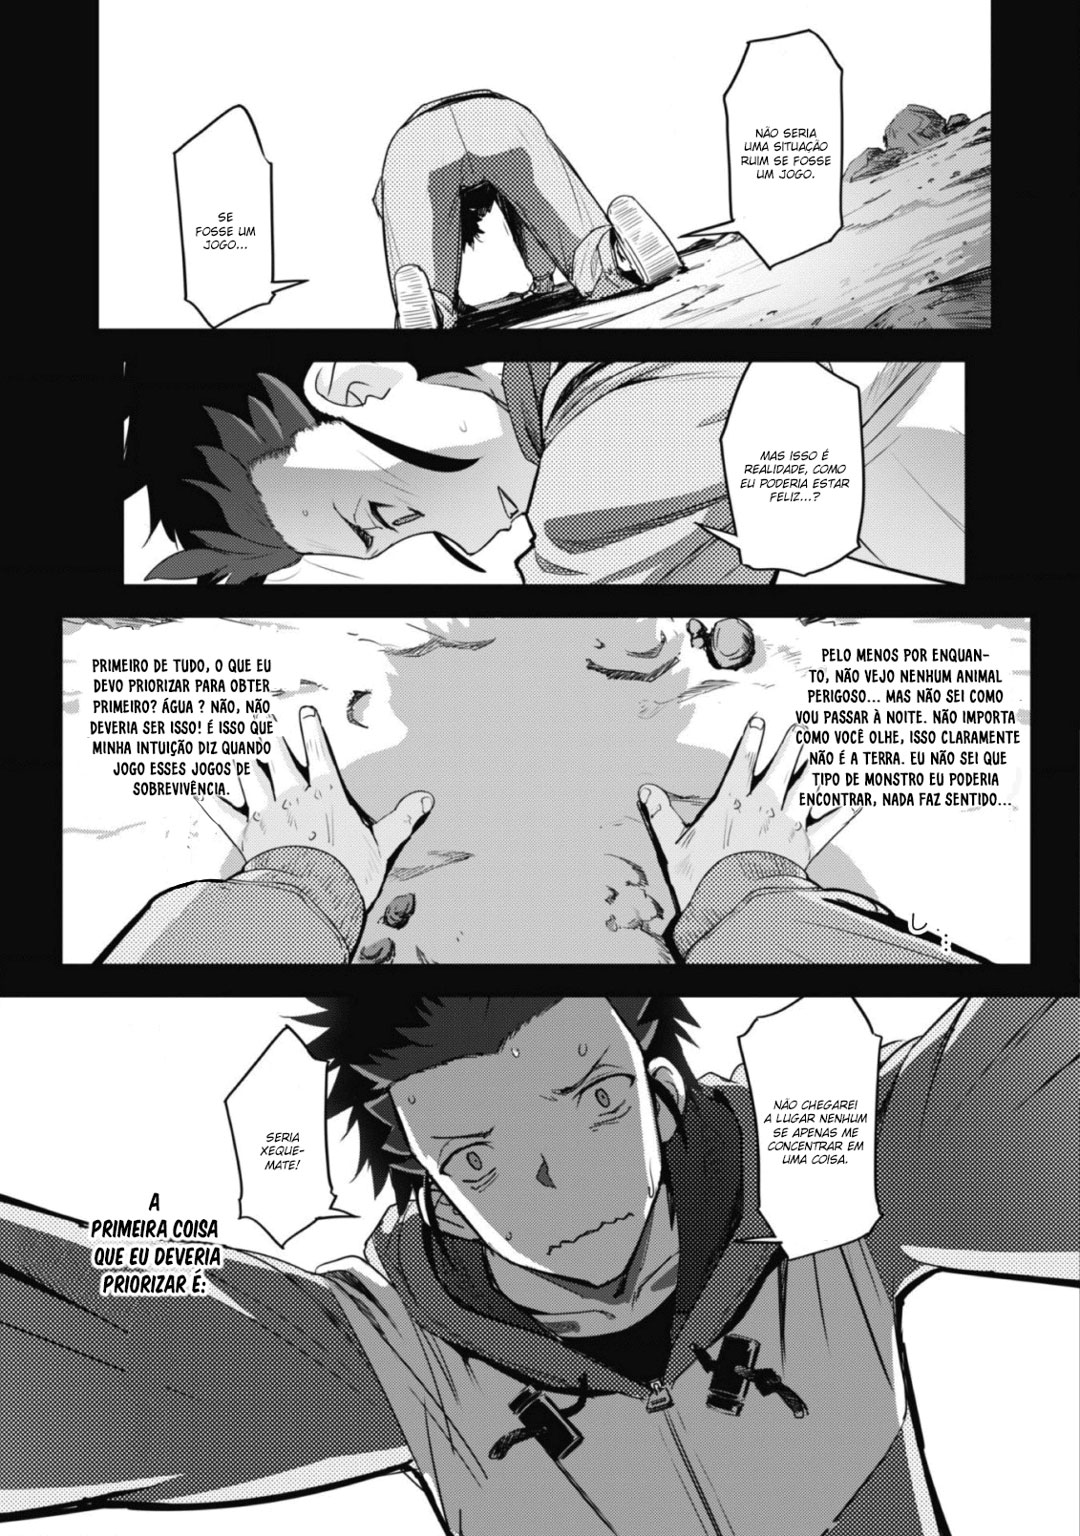 NÃO SERIA
UMA SITUAÇÃO
RUIM SE FOSSE
UM JOGO.
SE
FOSSE UM
JOGO...
MAS ISSO É
REALIDADE, COMO
EU PODERIA ESTAR
FELIZ...?
PELO MENOS POR ENQUAN-
TO, NÃO VEJO NENHUM ANIMAL
PERIGOSO... MAS NÃO SEI COMO
VOU PASSAR À NOITE. NÃO IMPORTA
COMO VOCÊ OLHE, ISSO CLARAMENTE
NÃO É A TERRA. EU NÃO SEI QUE
TIPO DE MONSTRO EU PODERIA
ENCONTRAR, NADA FAZ SENTIDO...
PRIMEIRO DE TUDO, O QUE EU
DEVO PRIORIZAR PARA OBTER
PRIMEIRO? ÁGUA ? NÃO, NÃO
DEVERIA SER ISSO! É ISSO QUE
MINHA INTUIÇÃO DIZ QUANDO
JOGO ESSES JOGOS DE
SOBREVIVÊNCIA.
し...
NÃO CHEGAREI
A LUGAR NENHUM
SE APENAS ME
CONCENTRAR EM
UMA COISA.
SERIA
XEQUE-
MATE!
A
PRIMEIRA COISA
QUE EU DEVERIA
PRIORIZAR É: